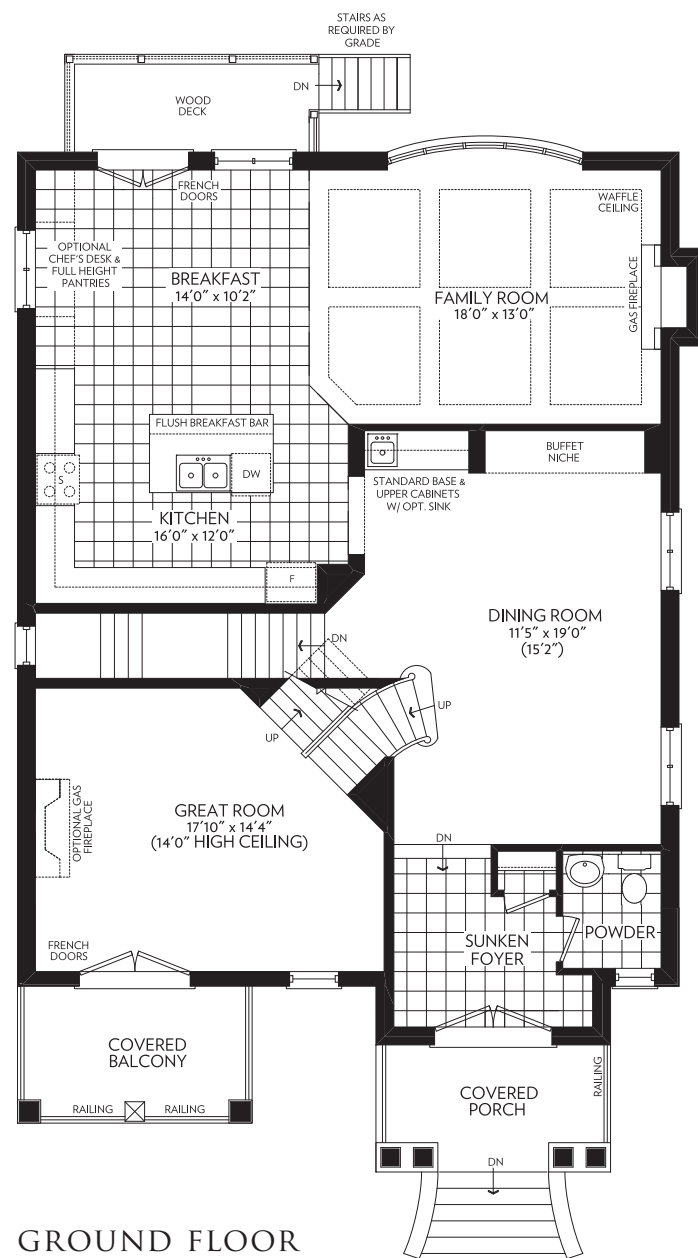 STAIRS AS
REQUIRED BY
GRADE
DN
WOOD
DECK
FRENCH
DOORS
WAFFLE
CEILING
OPTIONAL
CHEF'S DESK &
FULL HEIGHT
PANTRIES
BREAKFAST
14'0" x 10'2"
FAMILY ROOM
18'0" x 13'0"
GAS FIREPLACE
FLUSH BREAKFAST BAR
DW
S
BUFFET
NICHE
STANDARD BASE &
UPPER CABINETS
W/ OPT. SINK
KITCHEN
16'0" x 12'0"
F
DINING ROOM
11'5" x 19'0"
(15'2")
DN
UP
UP
OPTIONAL GAS
FIREPLACE
GREAT ROOM
17'10" x 14'4"
(14'0" HIGH CEILING)
DN
FRENCH
DOORS
SUNKEN
FOYER
POWDER
COVERED
BALCONY
RAILING
RAILING
COVERED
PORCH
RAILING
DN
GROUND FLOOR